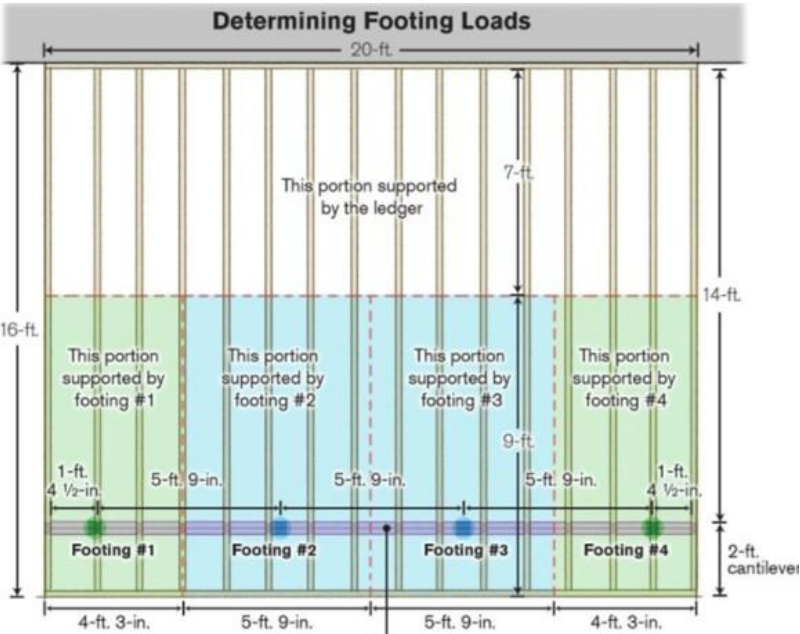 Determining Footing Loads
20-ft.
This portion supported
by the ledger
7-ft.
14-ft.
16-ft.
This portion
supported by
footing #1
This portion
supported by
footing #2
This portion
supported by
footing #3
This portion
supported by
footing #4
9-ft.
1-ft.
4 ½-in.
5-ft. 9-in.
5-ft. 9-in.
5-ft. 9-in.
1-ft.
4 ½-in.
Footing #1
Footing #2
Footing #3
Footing #4
2-ft.
cantilever
4-ft. 3-in.
5-ft. 9-in.
5-ft. 9-in.
4-ft. 3-in.